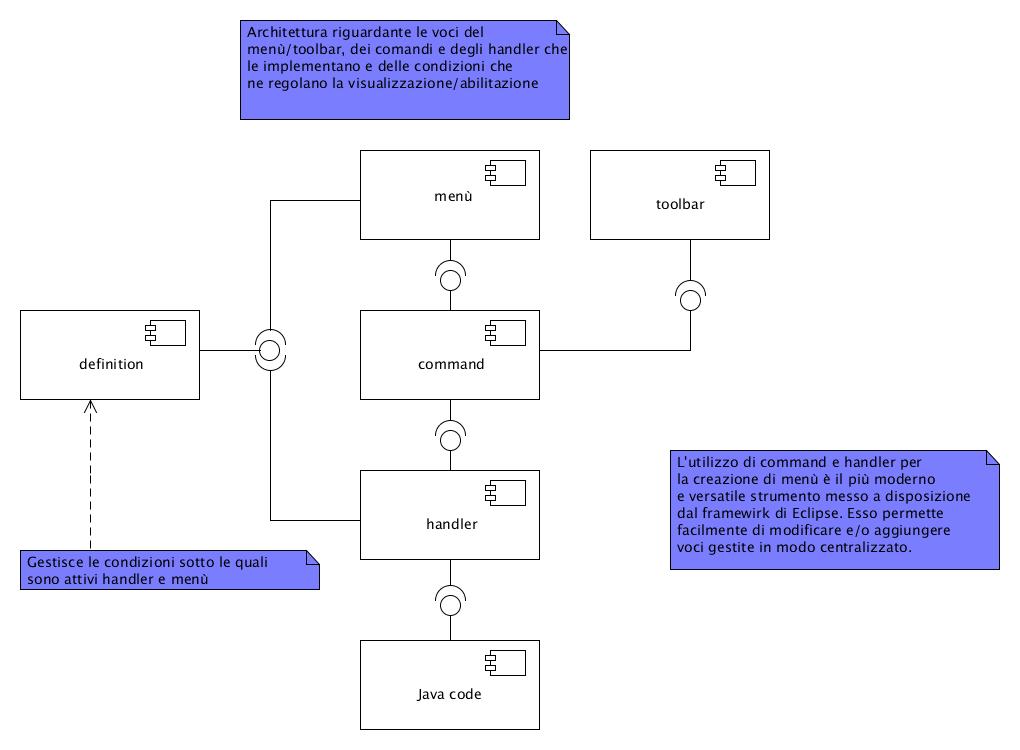 Architettura riguardante le voci del
menù/toolbar, dei comandi e degli handler che
le implementano e delle condizioni che
ne regolano la visualizzazione/abilitazione
menù
toolbar
definition
command
L'utilizzo di command e handler per
la creazione di menù è il più moderno
e versatile strumento messo a disposizione
dal framewirk di Eclipse. Esso permette
facilmente di modificare e/o aggiungere
voci gestite in modo centralizzato.
handler
Gestisce le condizioni sotto le quali
sono attivi handler e menù
Java code